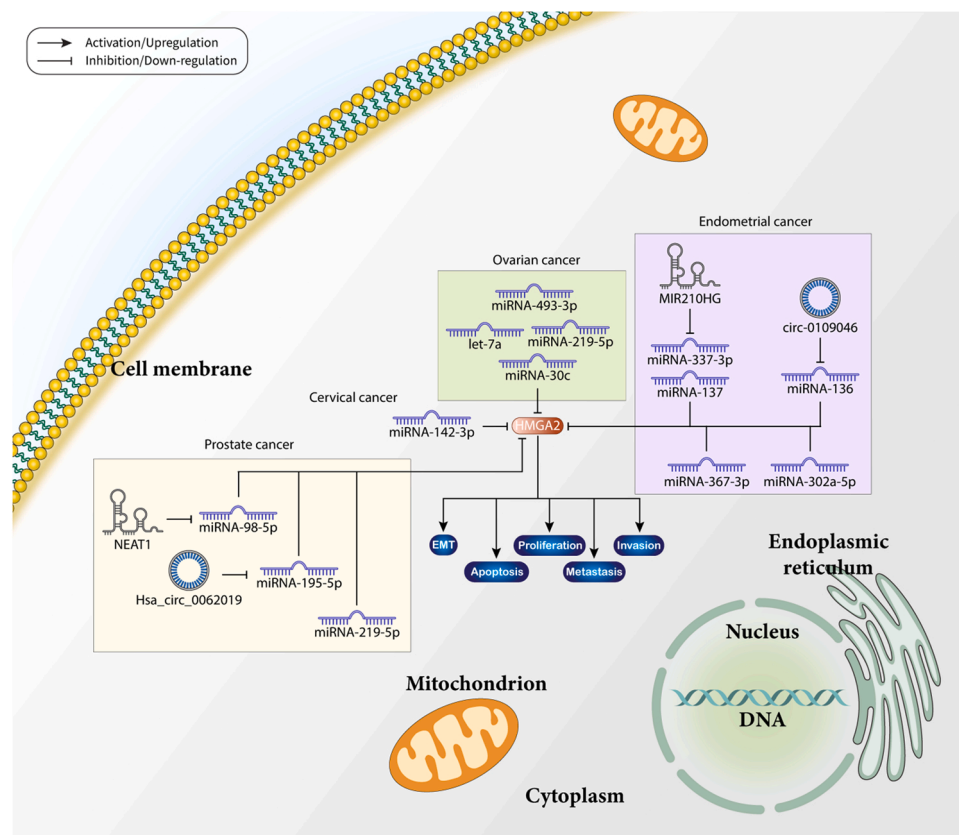 Activation/Upregulation
Inhibition/Down-regulation
Endometrial cancer
Ovarian cancer
miRNA-493-3p
let-7a
miRNA-219-5p
miRNA-30c
MIR210HG
circ-0109046
miRNA-337-3p
miRNA-137
miRNA-136
miRNA-367-3p
miRNA-302a-5p
Cell membrane
Cervical cancer
miRNA-142-3p
HMGA2
Prostate cancer
NEAT1
miRNA-98-5p
Hsa_circ_0062019
miRNA-195-5p
miRNA-219-5p
EMT
Proliferation
Invasion
Apoptosis
Metastasis
Endoplasmic
reticulum
Nucleus
DNA
Mitochondrion
Cytoplasm